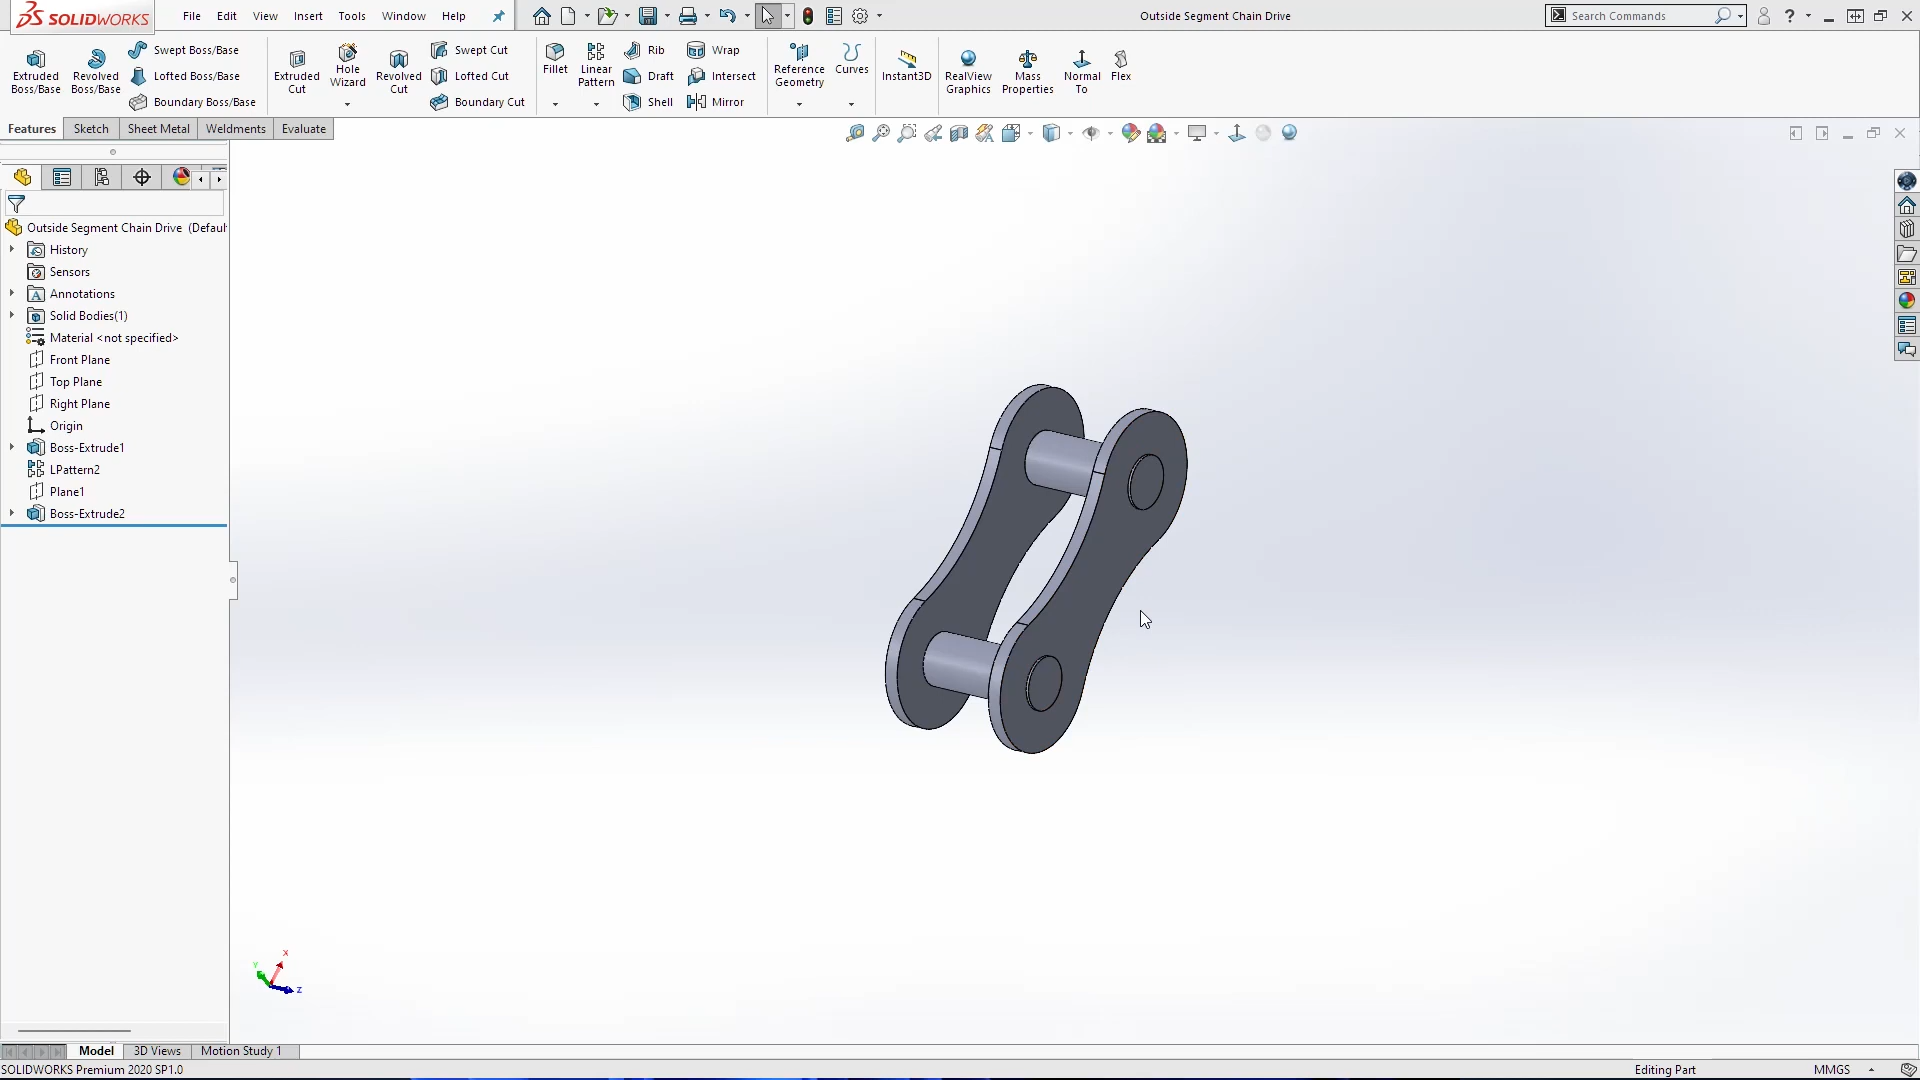 SOLIDWORKS
File Edit View Insert Tools Window Help
Outside Segment Chain Drive
Search Commands
Extruded Boss/Base
Revolved Boss/Base
Swept Boss/Base
Lofted Boss/Base
Boundary Boss/Base
Extruded Cut
Hole Wizard
Revolved Cut
Swept Cut
Lofted Cut
Boundary Cut
Fillet
Linear Pattern
Rib
Draft
Shell
Wrap
Intersect
Mirror
Reference Geometry
Curves
Instant3D
RealView Graphics
Mass Properties
Normal To
Flex
Features Sketch Sheet Metal Weldments Evaluate
Outside Segment Chain Drive (Defaul
History
Sensors
Annotations
Solid Bodies(1)
Material <not specified>
Front Plane
Top Plane
Right Plane
Origin
Boss-Extrude1
LPattern2
Plane1
Boss-Extrude2
X
Y
Z
Model 3D Views Motion Study 1
SOLIDWORKS Premium 2020 SP1.0
Editing Part
MMGS